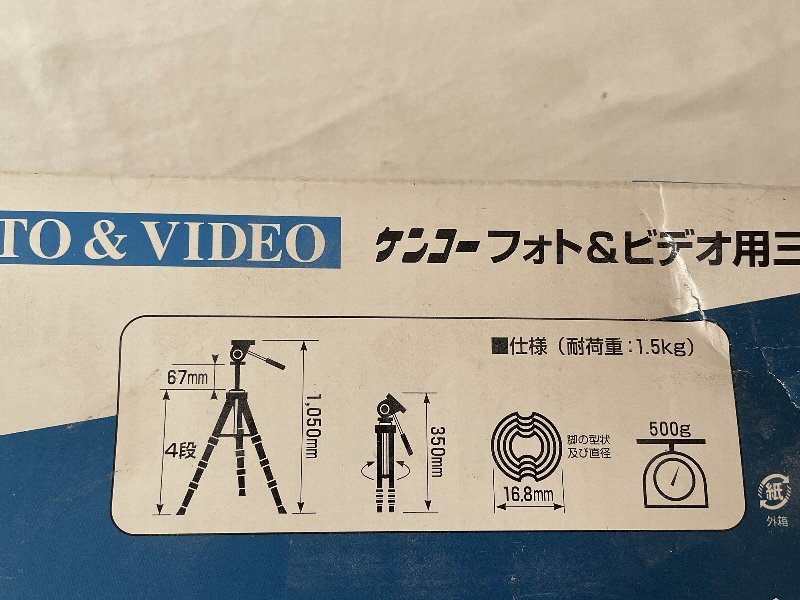 TO & VIDEO
ケンコーフォト&ビデオ用三
■仕様（耐荷重：1.5kg）
67mm
4段
1,050mm
350mm
16.8mm
脚の型状
及び直径
500g
紙
外箱